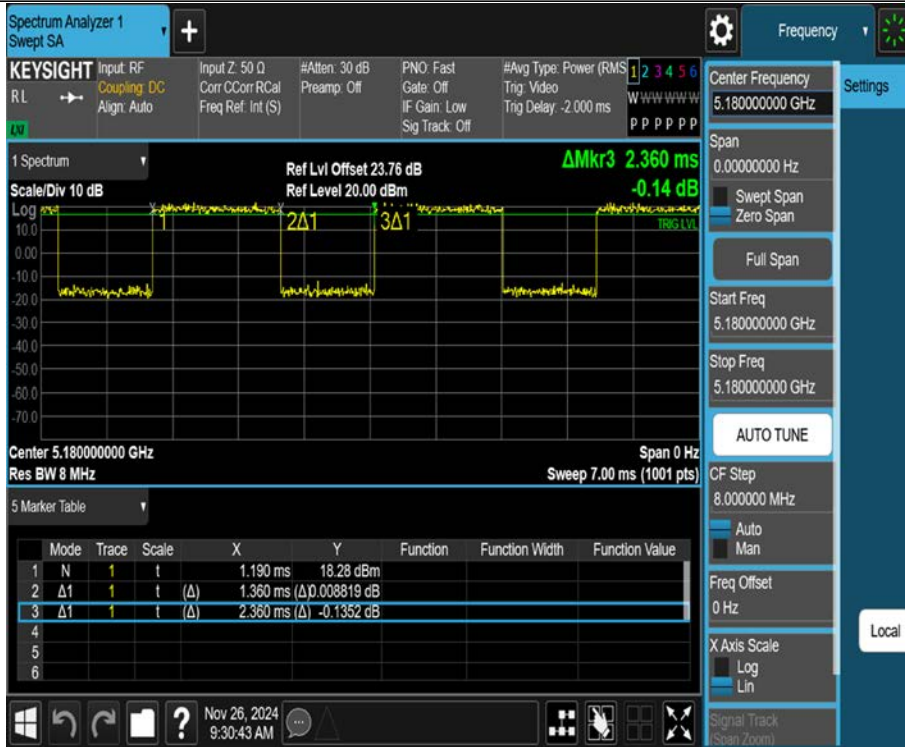 Spectrum Analyzer 1
Swept SA
+
Frequency
KEYSIGHT
RL
LXI
Input: RF
Coupling: DC
Align: Auto
Input Z: 50 Ω
Corr CCorr RCal
Freq Ref: Int (S)
#Atten: 30 dB
Preamp: Off
PNO: Fast
Gate: Off
IF Gain: Low
Sig Track: Off
#Avg Type: Power (RMS
Trig: Video
Trig Delay: -2.000 ms
1 2 3 4 5 6
W W W W W W
P P P P P P
1 Spectrum
Scale/Div 10 dB
Ref Lvl Offset 23.76 dB
Ref Level 20.00 dBm
ΔMkr3 2.360 ms
-0.14 dB
Log
10.0
0.00
-10.0
-20.0
-30.0
-40.0
-50.0
-60.0
-70.0
1
2Δ1
3Δ1
TRIG LVL
Center 5.180000000 GHz
Res BW 8 MHz
Span 0 Hz
Sweep 7.00 ms (1001 pts)
5 Marker Table
Mode Trace Scale X Y Function Function Width Function Value
1 N 1 t 1.190 ms 18.28 dBm
2 Δ1 1 t (Δ) 1.360 ms (Δ) 0.008819 dB
3 Δ1 1 t (Δ) 2.360 ms (Δ) -0.1352 dB
4
5
6
Nov 26, 2024
9:30:43 AM
Center Frequency
5.180000000 GHz
Span
0.00000000 Hz
Swept Span
Zero Span
Full Span
Start Freq
5.180000000 GHz
Stop Freq
5.180000000 GHz
AUTO TUNE
CF Step
8.000000 MHz
Auto
Man
Freq Offset
0 Hz
X Axis Scale
Log
Lin
Signal Track
(Span Zoom)
Settings
Local